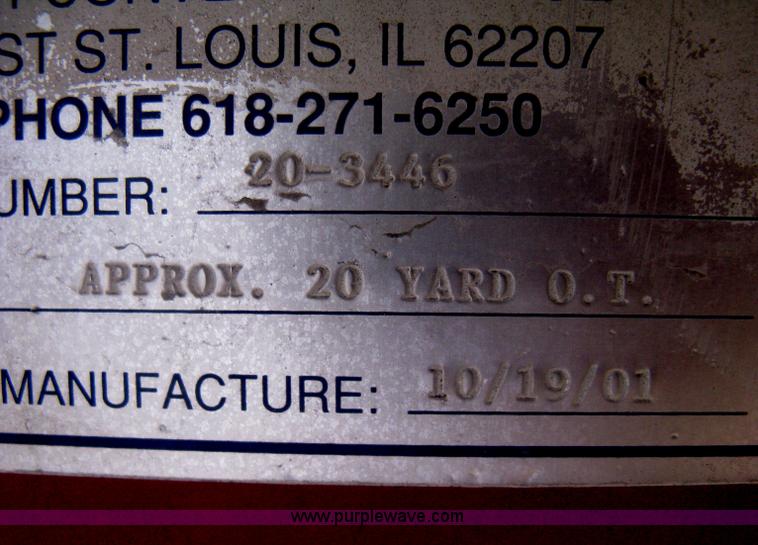 ST ST. LOUIS, IL 62207
PHONE 618-271-6250
UMBER: 20-3446
APPROX. 20 YARD O.T.
MANUFACTURE: 10/19/01
www.purplewave.com